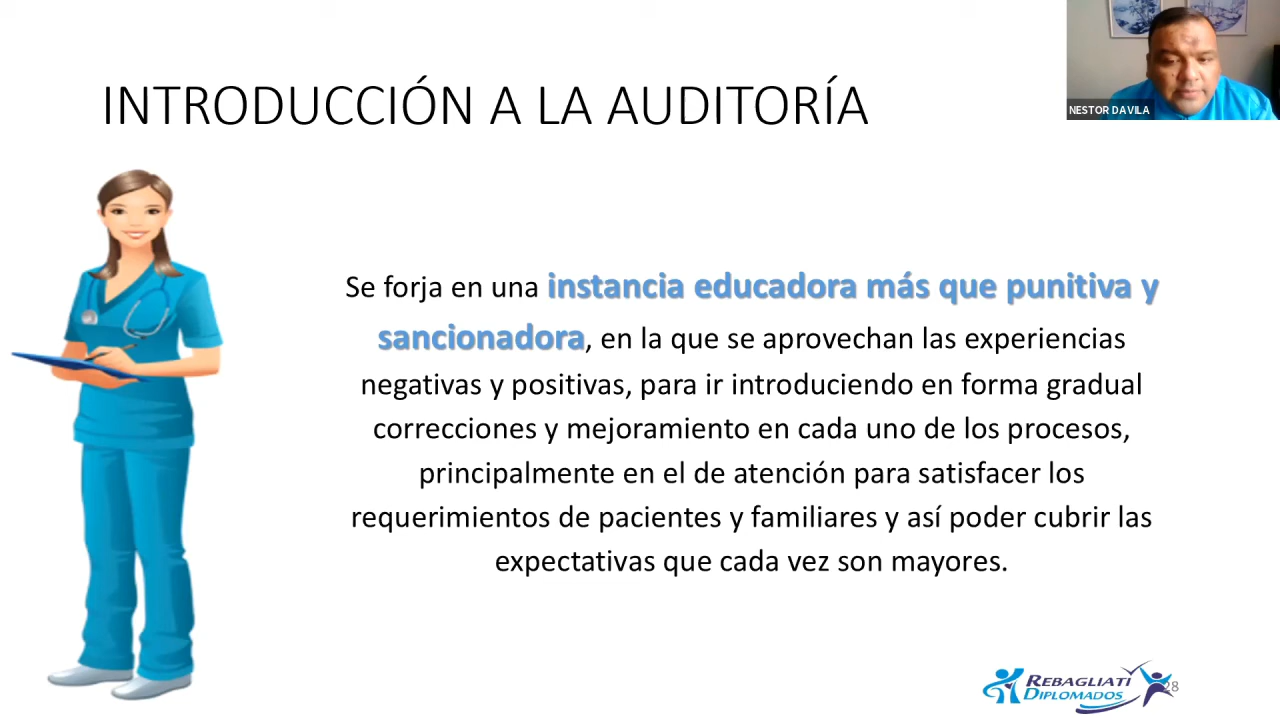 NESTOR DAVILA
INTRODUCCIÓN A LA AUDITORÍA
Se forja en una instancia educadora más que punitiva y
sancionadora, en la que se aprovechan las experiencias
negativas y positivas, para ir introduciendo en forma gradual
correcciones y mejoramiento en cada uno de los procesos,
principalmente en el de atención para satisfacer los
requerimientos de pacientes y familiares y así poder cubrir las
expectativas que cada vez son mayores.
REBAGLIATI
DIPLOMADOS
28